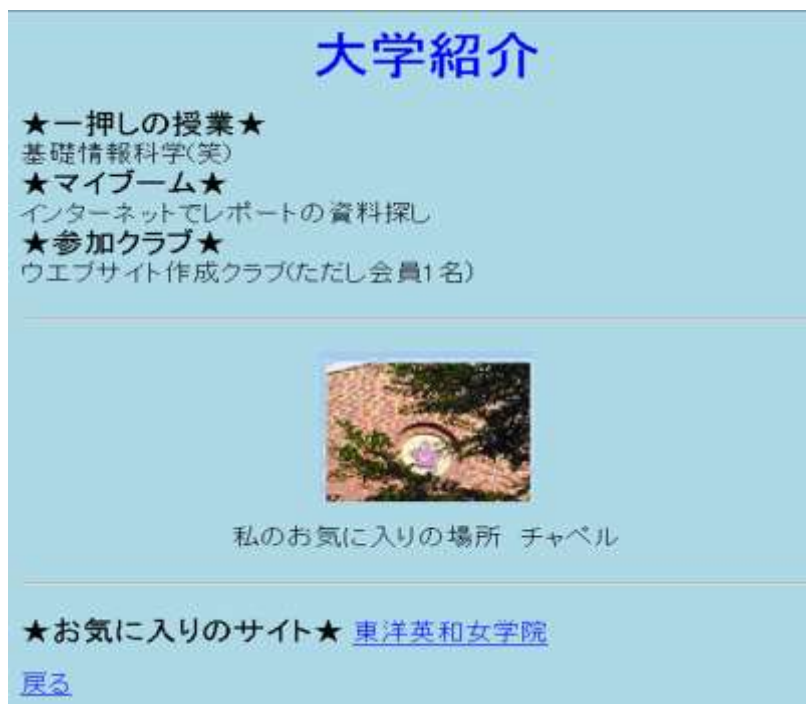 大学紹介
★一押しの授業★
基礎情報科学(笑)
★マイブーム★
インターネットでレポートの資料探し
★参加クラブ★
ウエブサイト作成クラブ(ただし会員1名)
私のお気に入りの場所　チャペル
★お気に入りのサイト★ 東洋英和女学院
戻る